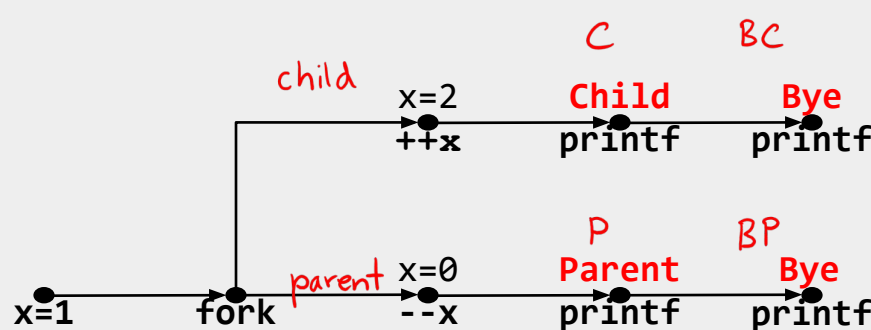 C BC
child
x=2 Child Bye
++x printf printf
P BP
parent x=0 Parent Bye
x=1 fork --x printf printf